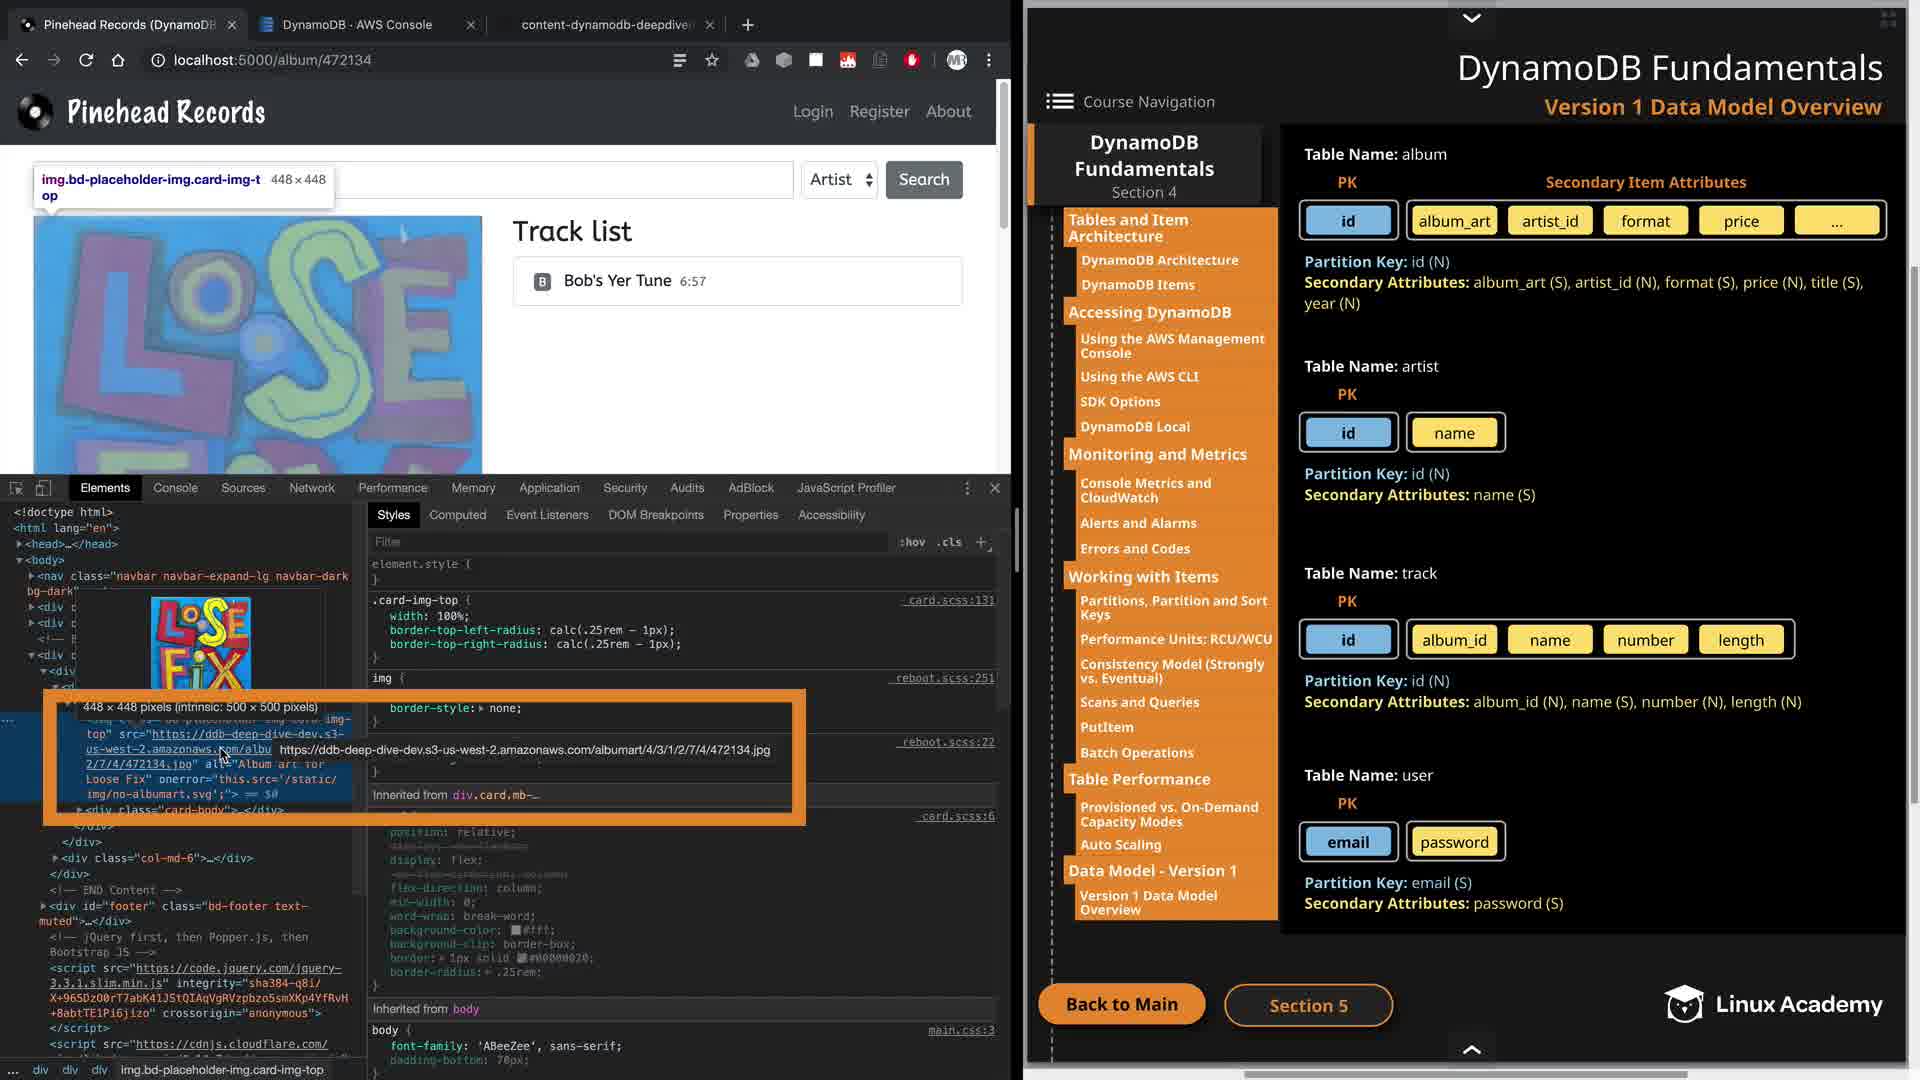 Pinehead Records (DynamoDB
DynamoDB · AWS Console
content-dynamodb-deepdive
localhost:5000/album/472134
Pinehead Records
Login
Register
About
img.bd-placeholder-img.card-img-t
op
448 × 448
Artist
Search
LOSE
Track list
B
Bob's Yer Tune 6:57
Elements
Console
Sources
Network
Performance
Memory
Application
Security
Audits
AdBlock
JavaScript Profiler
<!doctype html>
<html lang="en">
<head>…</head>
<body>
<nav class="navbar navbar-expand-lg navbar-dark
bg-dark"
<div
<div
<div
<div
LOSE
FIX
448 × 448 pixels (intrinsic: 500 × 500 pixels)
top" src="https://ddb-deep-dive-dev.s3-
us-west-2.amazonaws.com/albu
https://ddb-deep-dive-dev.s3-us-west-2.amazonaws.com/albumart/4/3/1/2/7/4/472134.jpg
2/7/4/472134.jpg" alt="Album art for
Loose Fix" onerror="this.src='/static/
img/no-albumart.svg';"> == $0
<div class="card-body">…</div>
</div>
</div>
<div class="col-md-6">…</div>
</div>
<!-- END Content -->
<div id="footer" class="bd-footer text-
muted">…</div>
<!-- jQuery first, then Popper.js, then
Bootstrap JS -->
<script src="https://code.jquery.com/jquery-
3.3.1.slim.min.js" integrity="sha384-q8i/
X+965DzO0rT7abK41JStQIAqVgRVzpbzo5smXKp4YfRvH
+8abtTE1Pi6jizo" crossorigin="anonymous">
</script>
<script src="https://cdnjs.cloudflare.com/
… div div div img.bd-placeholder-img.card-img-top
Styles
Computed
Event Listeners
DOM Breakpoints
Properties
Accessibility
Filter
:hov .cls +
element.style {
}
.card-img-top {
_card.scss:131
width: 100%;
border-top-left-radius: calc(.25rem - 1px);
border-top-right-radius: calc(.25rem - 1px);
}
img {
_reboot.scss:251
border-style: none;
}
_reboot.scss:22
}
Inherited from div.card.mb-…
_card.scss:6
position: relative;
display: flex;
flex-direction: column;
min-width: 0;
word-wrap: break-word;
background-color: #fff;
background-clip: border-box;
border: 1px solid #00000020;
border-radius: .25rem;
}
Inherited from body
body {
main.css:3
font-family: 'ABeeZee', sans-serif;
padding-bottom: 70px;
}
DynamoDB Fundamentals
Version 1 Data Model Overview
Course Navigation
DynamoDB
Fundamentals
Section 4
Tables and Item
Architecture
DynamoDB Architecture
DynamoDB Items
Accessing DynamoDB
Using the AWS Management
Console
Using the AWS CLI
SDK Options
DynamoDB Local
Monitoring and Metrics
Console Metrics and
CloudWatch
Alerts and Alarms
Errors and Codes
Working with Items
Partitions, Partition and Sort
Keys
Performance Units: RCU/WCU
Consistency Model (Strongly
vs. Eventual)
Scans and Queries
PutItem
Batch Operations
Table Performance
Provisioned vs. On-Demand
Capacity Modes
Auto Scaling
Data Model - Version 1
Version 1 Data Model
Overview
Table Name: album
PK
Secondary Item Attributes
id
album_art
artist_id
format
price
...
Partition Key: id (N)
Secondary Attributes: album_art (S), artist_id (N), format (S), price (N), title (S),
year (N)
Table Name: artist
PK
id
name
Partition Key: id (N)
Secondary Attributes: name (S)
Table Name: track
PK
id
album_id
name
number
length
Partition Key: id (N)
Secondary Attributes: album_id (N), name (S), number (N), length (N)
Table Name: user
PK
email
password
Partition Key: email (S)
Secondary Attributes: password (S)
Back to Main
Section 5
Linux Academy